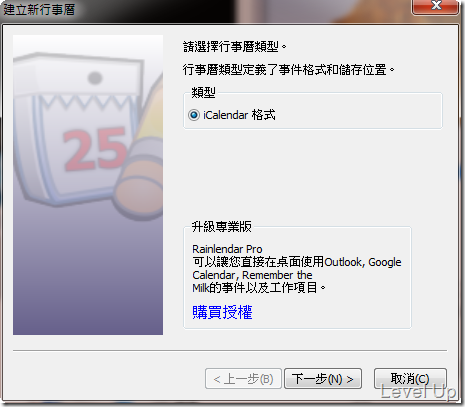 建立新行事曆
25
請選擇行事曆類型。
行事曆類型定義了事件格式和儲存位置。
類型
iCalendar 格式
升級專業版
Rainlendar Pro
可以讓您直接在桌面使用Outlook, Google
Calendar, Remember the
Milk的事件以及工作項目。
購買授權
< 上一步(B)
下一步(N) >
取消(C)
Level Up